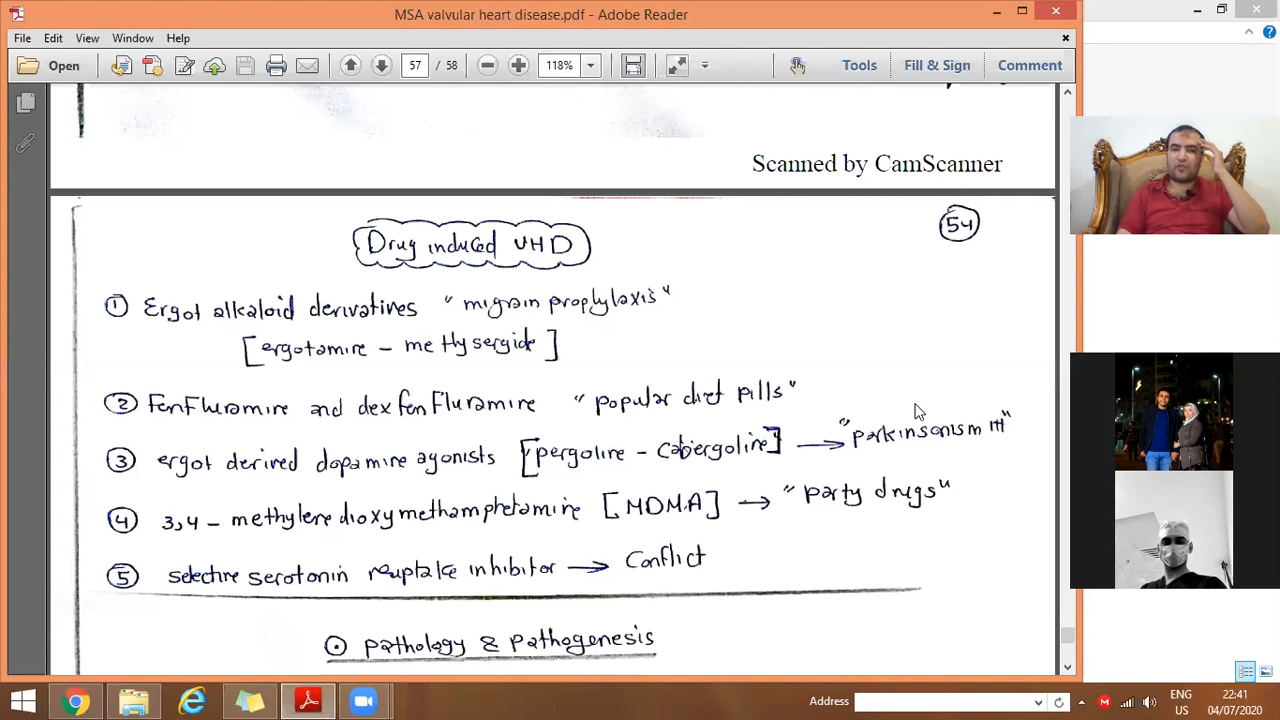 MSA valvular heart disease.pdf - Adobe Reader
File Edit View Window Help
Open 57 / 58 118% Tools Fill & Sign Comment
Scanned by CamScanner
Drug induced VHD
54
① Ergot alkaloid derivatives "migrain prophylaxis"
[ergotamine - methysergide]
② Fenfluramine and dexfenfluramine "popular diet pills"
③ ergot derived dopamine agonists [pergoline - Cabergoline] → "parkinsonism ttt"
④ 3,4 - methylene dioxymethamphetamine [MDMA] → "party drugs"
⑤ selective serotonin reuptake inhibitor → Conflict
⊙ pathology & pathogenesis
Address
ENG
US
22:41
04/07/2020